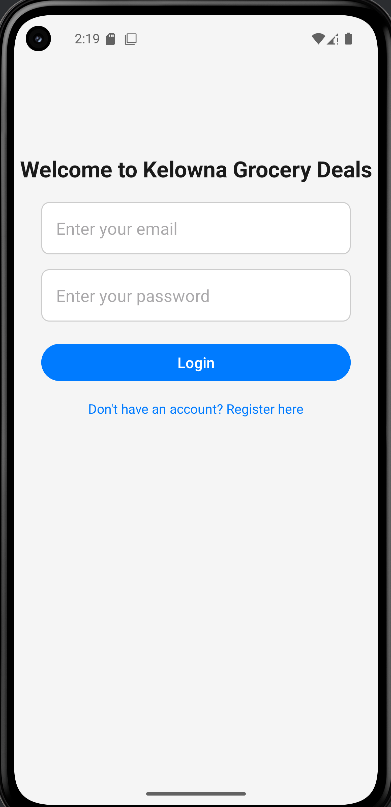 2:19
Welcome to Kelowna Grocery Deals
Enter your email
Enter your password
Login
Don't have an account? Register here